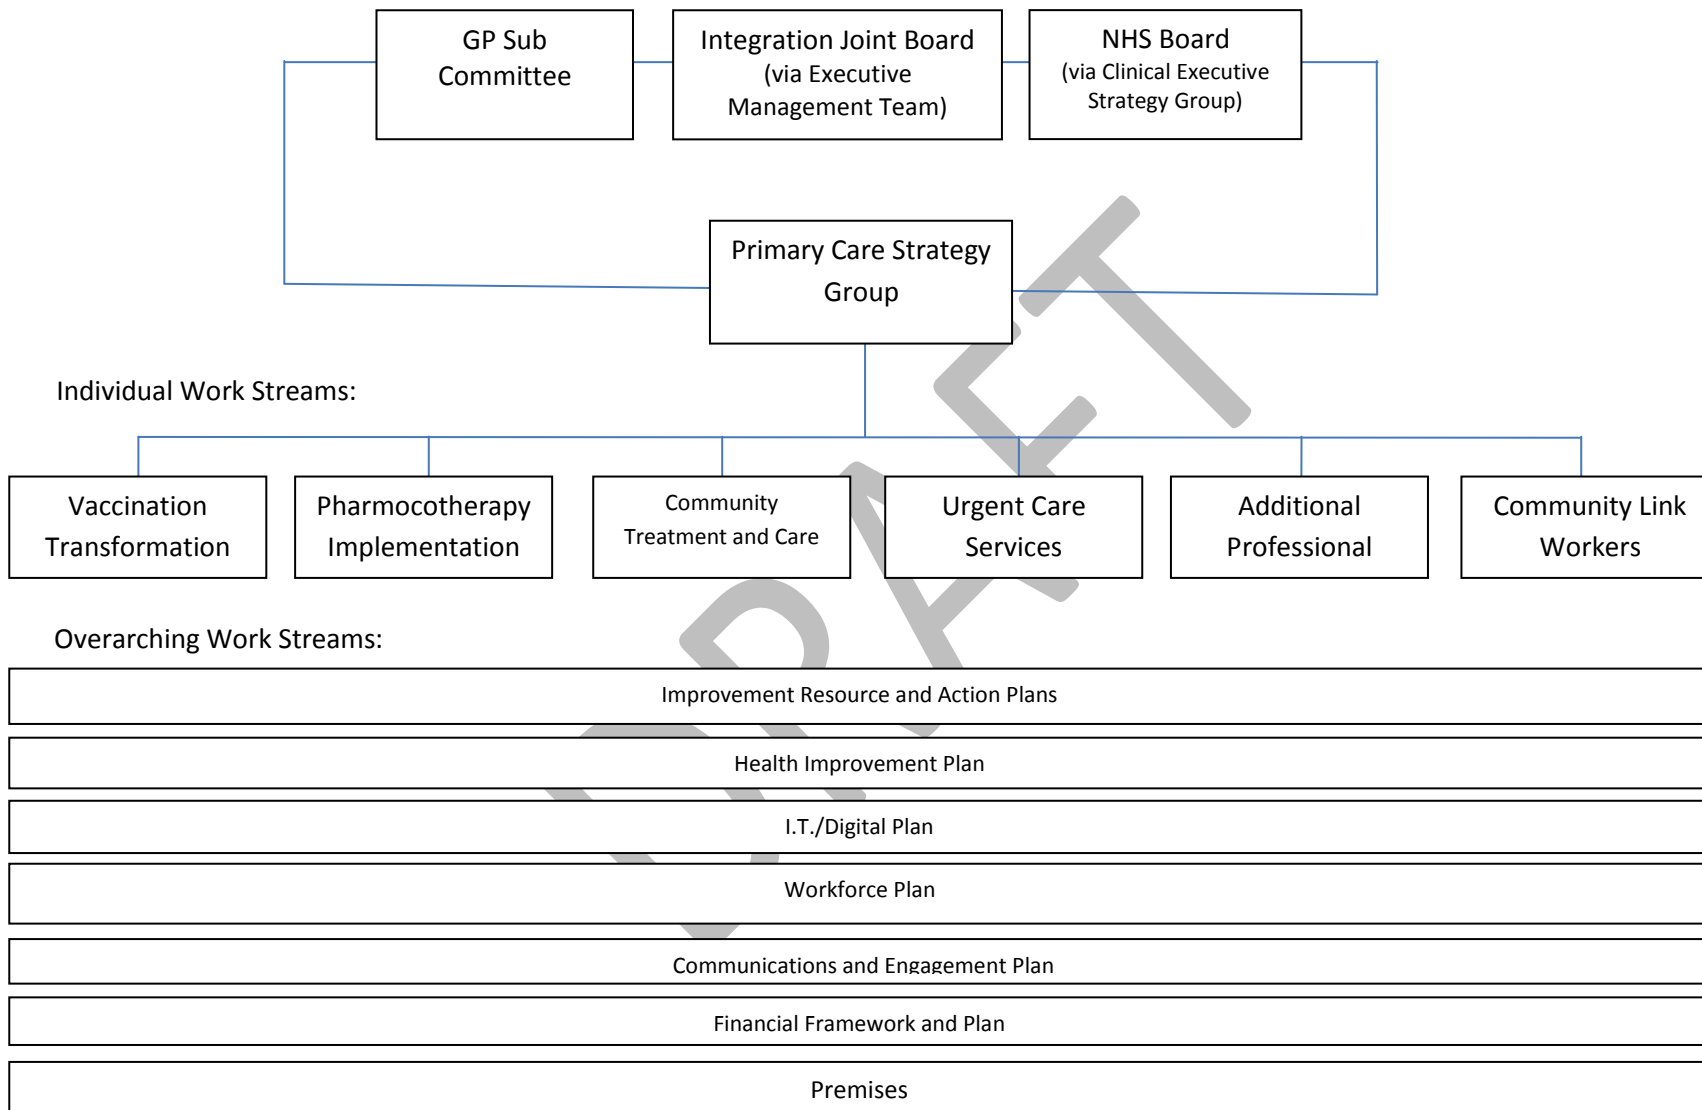 GP Sub
Committee
Integration Joint Board
(via Executive
Management Team)
NHS Board
(via Clinical Executive
Strategy Group)
Primary Care Strategy
Group
Individual Work Streams:
Vaccination
Transformation
Pharmocotherapy
Implementation
Community
Treatment and Care
Urgent Care
Services
Additional
Professional
Community Link
Workers
Overarching Work Streams:
Improvement Resource and Action Plans
Health Improvement Plan
I.T./Digital Plan
Workforce Plan
Communications and Engagement Plan
Financial Framework and Plan
Premises
DRAFT